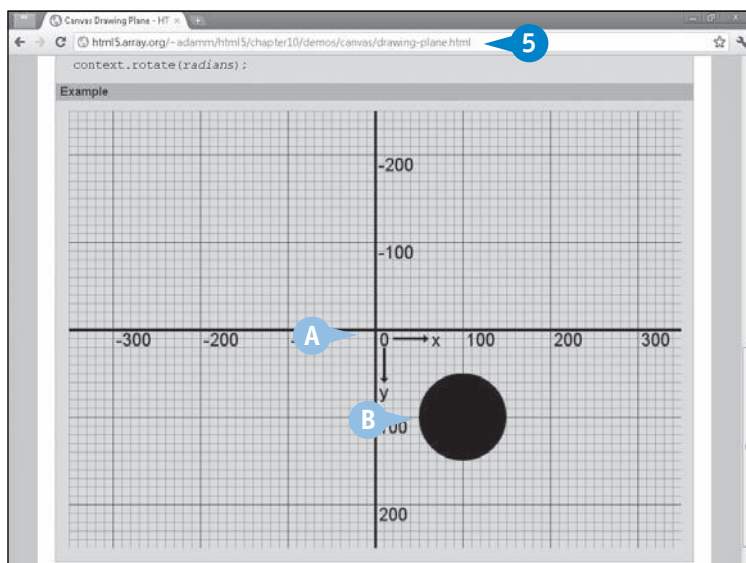 Canvas Drawing Plane - HT ×
html5.array.org/~adamm/html5/chapter10/demos/canvas/drawing-plane.html
5
context.rotate(radians);
Example
-200
-100
A
-300 -200 0 x 100 200 300
y
B
200